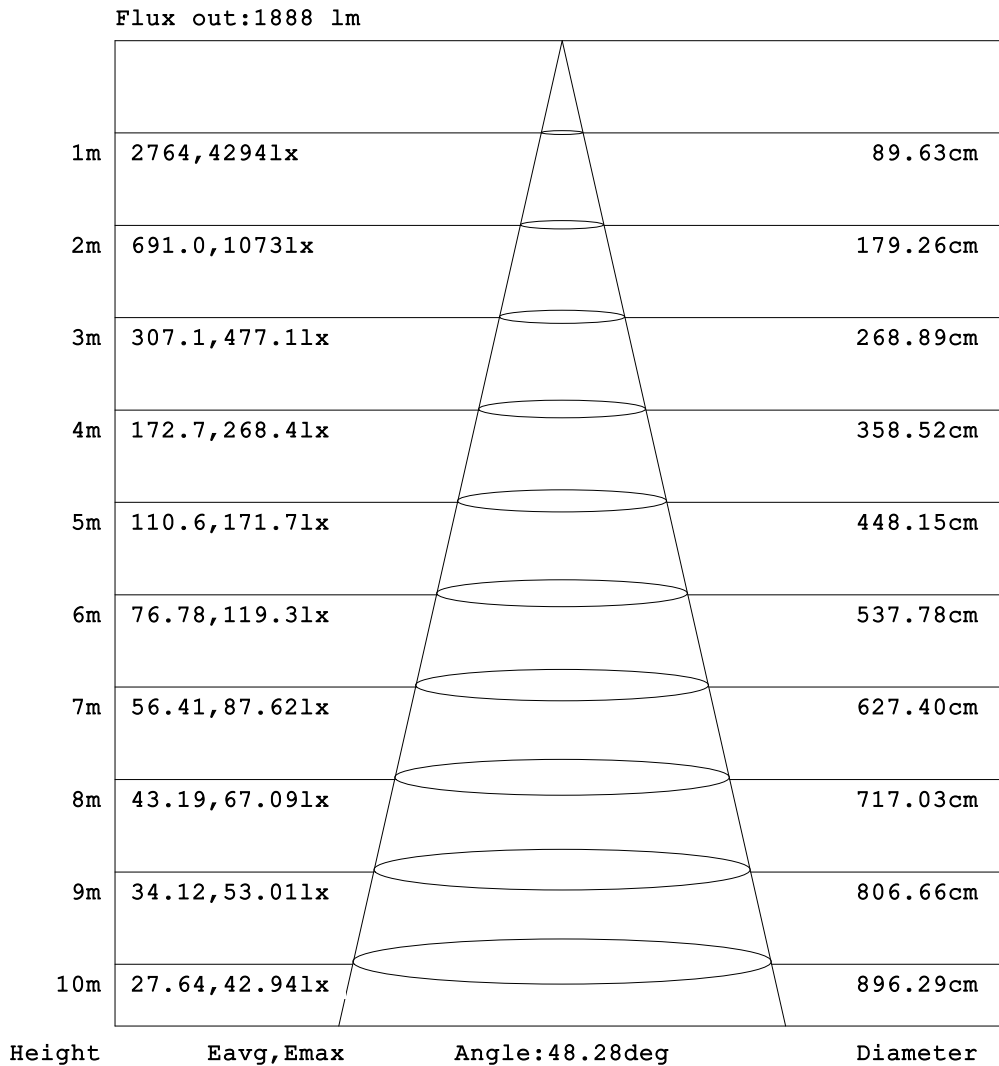 Flux out:1888 lm
1m 2764,4294lx 89.63cm
2m 691.0,1073lx 179.26cm
3m 307.1,477.1lx 268.89cm
4m 172.7,268.4lx 358.52cm
5m 110.6,171.7lx 448.15cm
6m 76.78,119.3lx 537.78cm
7m 56.41,87.62lx 627.40cm
8m 43.19,67.09lx 717.03cm
9m 34.12,53.01lx 806.66cm
10m 27.64,42.94lx 896.29cm
Height Eavg,Emax Angle:48.28deg Diameter